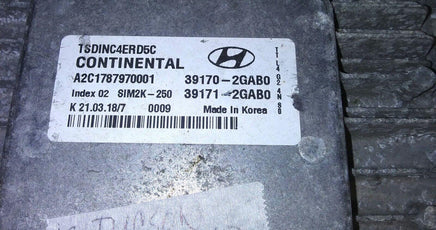 TSDINC4ERD5C
CONTINENTAL
A2C1787970001 39170-2GAB0
Index 02 SIM2K-250 39171-2GAB0
K 21.03.18/7 0009 Made In Korea